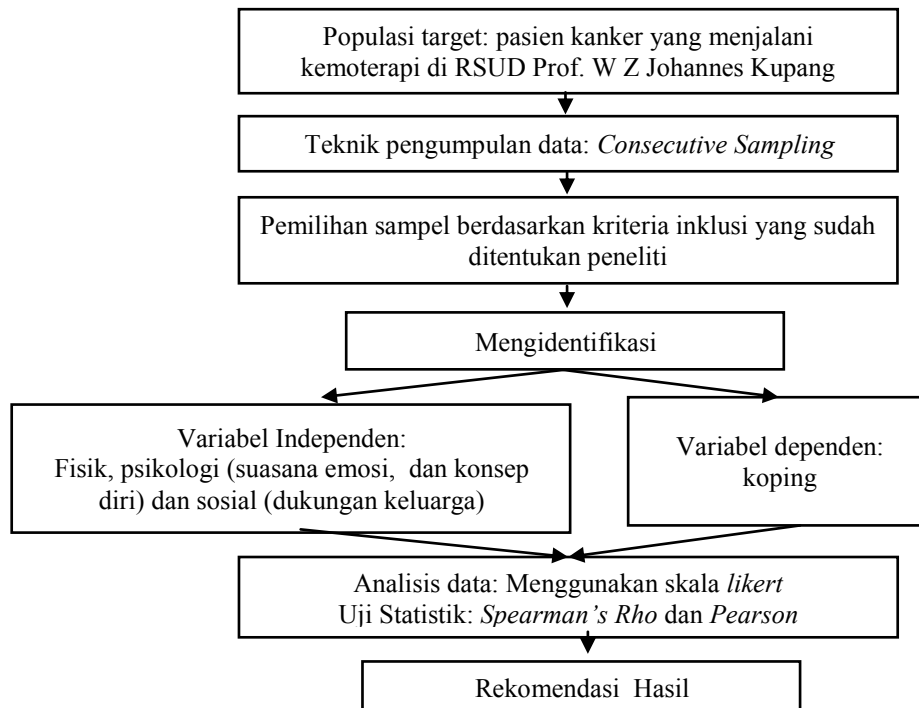 Populasi target: pasien kanker yang menjalani
kemoterapi di RSUD Prof. W Z Johannes Kupang
Teknik pengumpulan data: Consecutive Sampling
Pemilihan sampel berdasarkan kriteria inklusi yang sudah
ditentukan peneliti
Mengidentifikasi
Variabel Independen:
Fisik, psikologi (suasana emosi, dan konsep
diri) dan sosial (dukungan keluarga)
Variabel dependen:
koping
Analisis data: Menggunakan skala likert
Uji Statistik: Spearman’s Rho dan Pearson
Rekomendasi Hasil